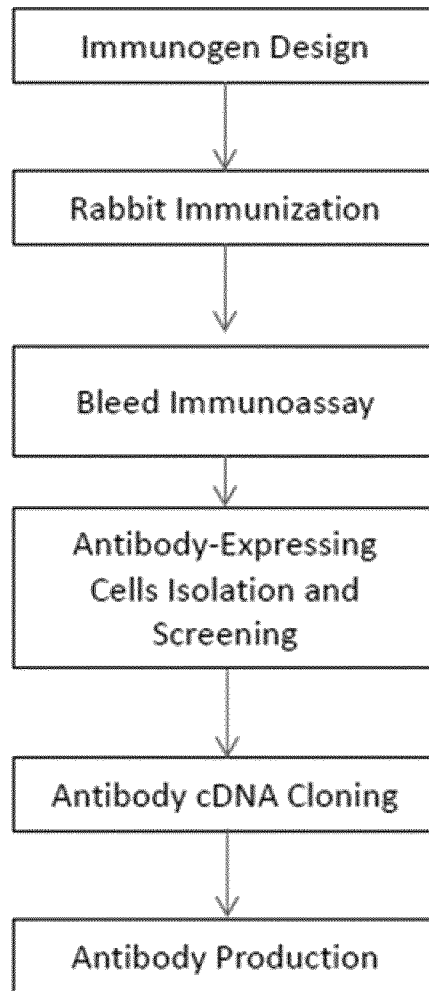 Immunogen Design
Rabbit Immunization
Bleed Immunoassay
Antibody-Expressing
Cells Isolation and
Screening
Antibody cDNA Cloning
Antibody Production